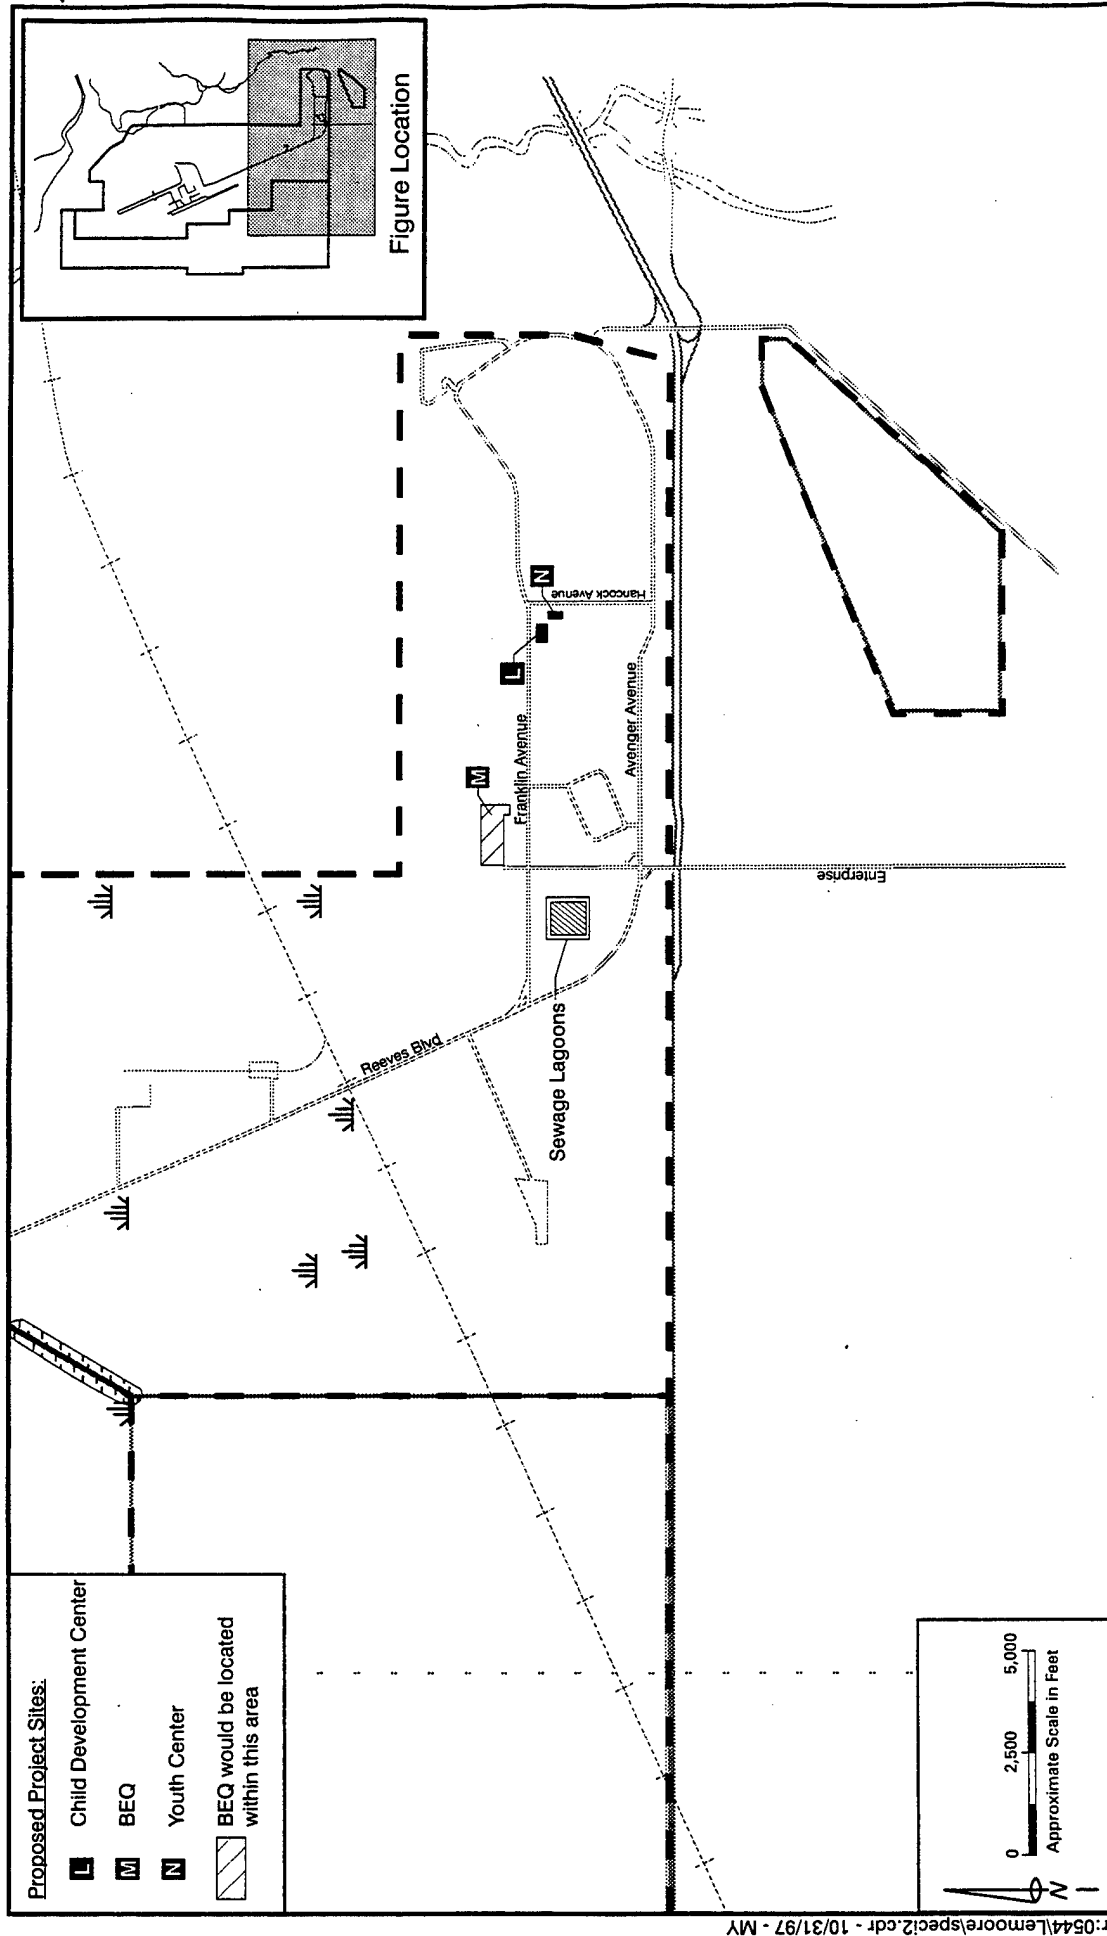 Proposed Project Sites:
L Child Development Center
M BEQ
N Youth Center
BEQ would be located
within this area
Figure Location
Reeves Blvd
Franklin Avenue
Avenger Avenue
Hancock Avenue
Enterprise
Sewage Lagoons
L
M
N
0 2,500 5,000
Approximate Scale in Feet
N
r:0544\Lemoore\speci2.cdr - 10/31/97 - MY